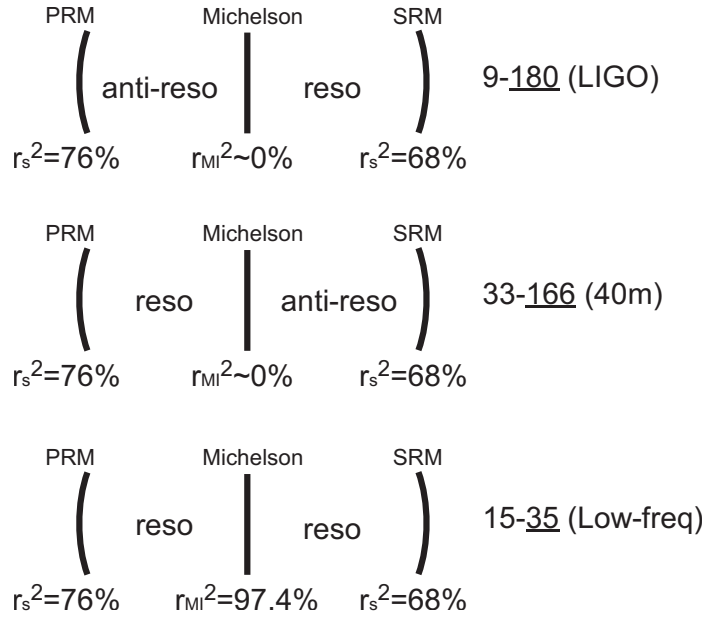 PRM Michelson SRM
anti-reso reso 9-180 (LIGO)
rs²=76% rMI²~0% rs²=68%
PRM Michelson SRM
reso anti-reso 33-166 (40m)
rs²=76% rMI²~0% rs²=68%
PRM Michelson SRM
reso reso 15-35 (Low-freq)
rs²=76% rMI²=97.4% rs²=68%